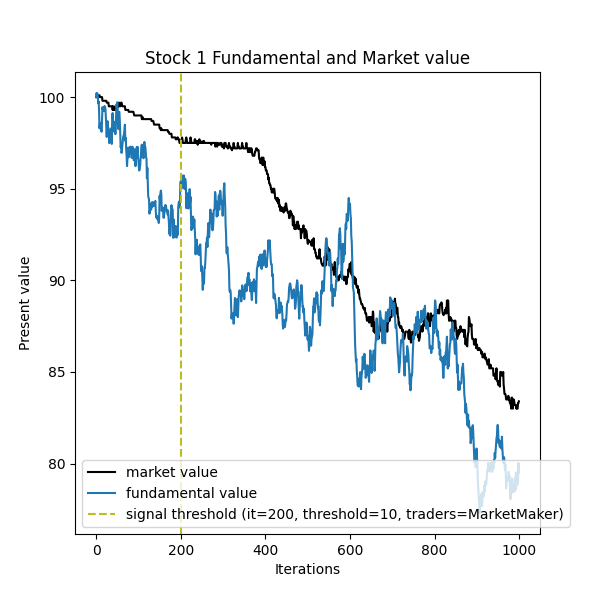 Stock 1 Fundamental and Market value
Present value
100
95
90
85
80
market value
fundamental value
signal threshold (it=200, threshold=10, traders=MarketMaker)
0
200
400
600
800
1000
Iterations